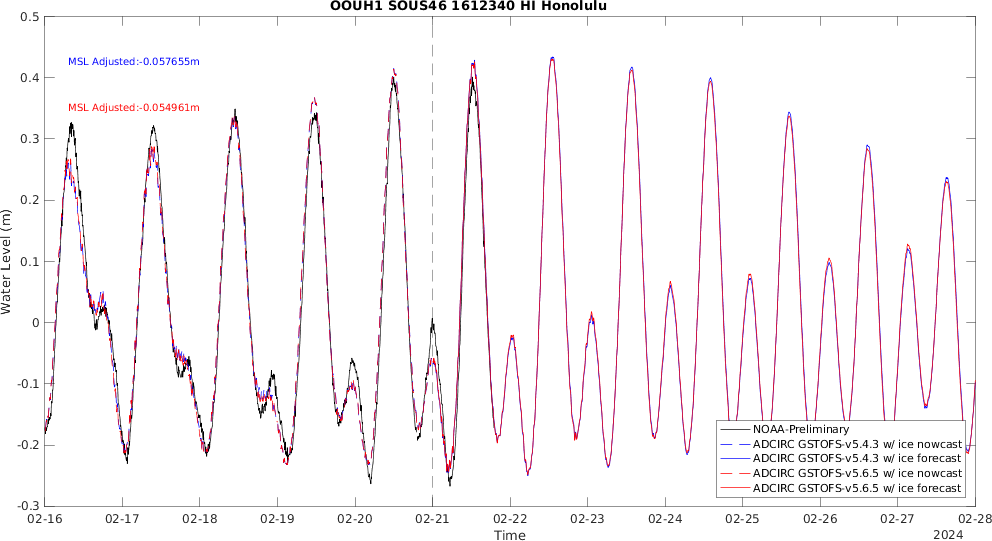 OOUH1 SOUS46 1612340 HI Honolulu
0.5
0.4
0.3
0.2
0.1
0
-0.1
-0.2
-0.3
Water Level (m)
MSL Adjusted:-0.057655m
MSL Adjusted:-0.054961m
NOAA-Preliminary
ADCIRC GSTOFS-v5.4.3 w/ ice nowcast
ADCIRC GSTOFS-v5.4.3 w/ ice forecast
ADCIRC GSTOFS-v5.6.5 w/ ice nowcast
ADCIRC GSTOFS-v5.6.5 w/ ice forecast
02-16 02-17 02-18 02-19 02-20 02-21 02-22 02-23 02-24 02-25 02-26 02-27 02-28
Time
2024